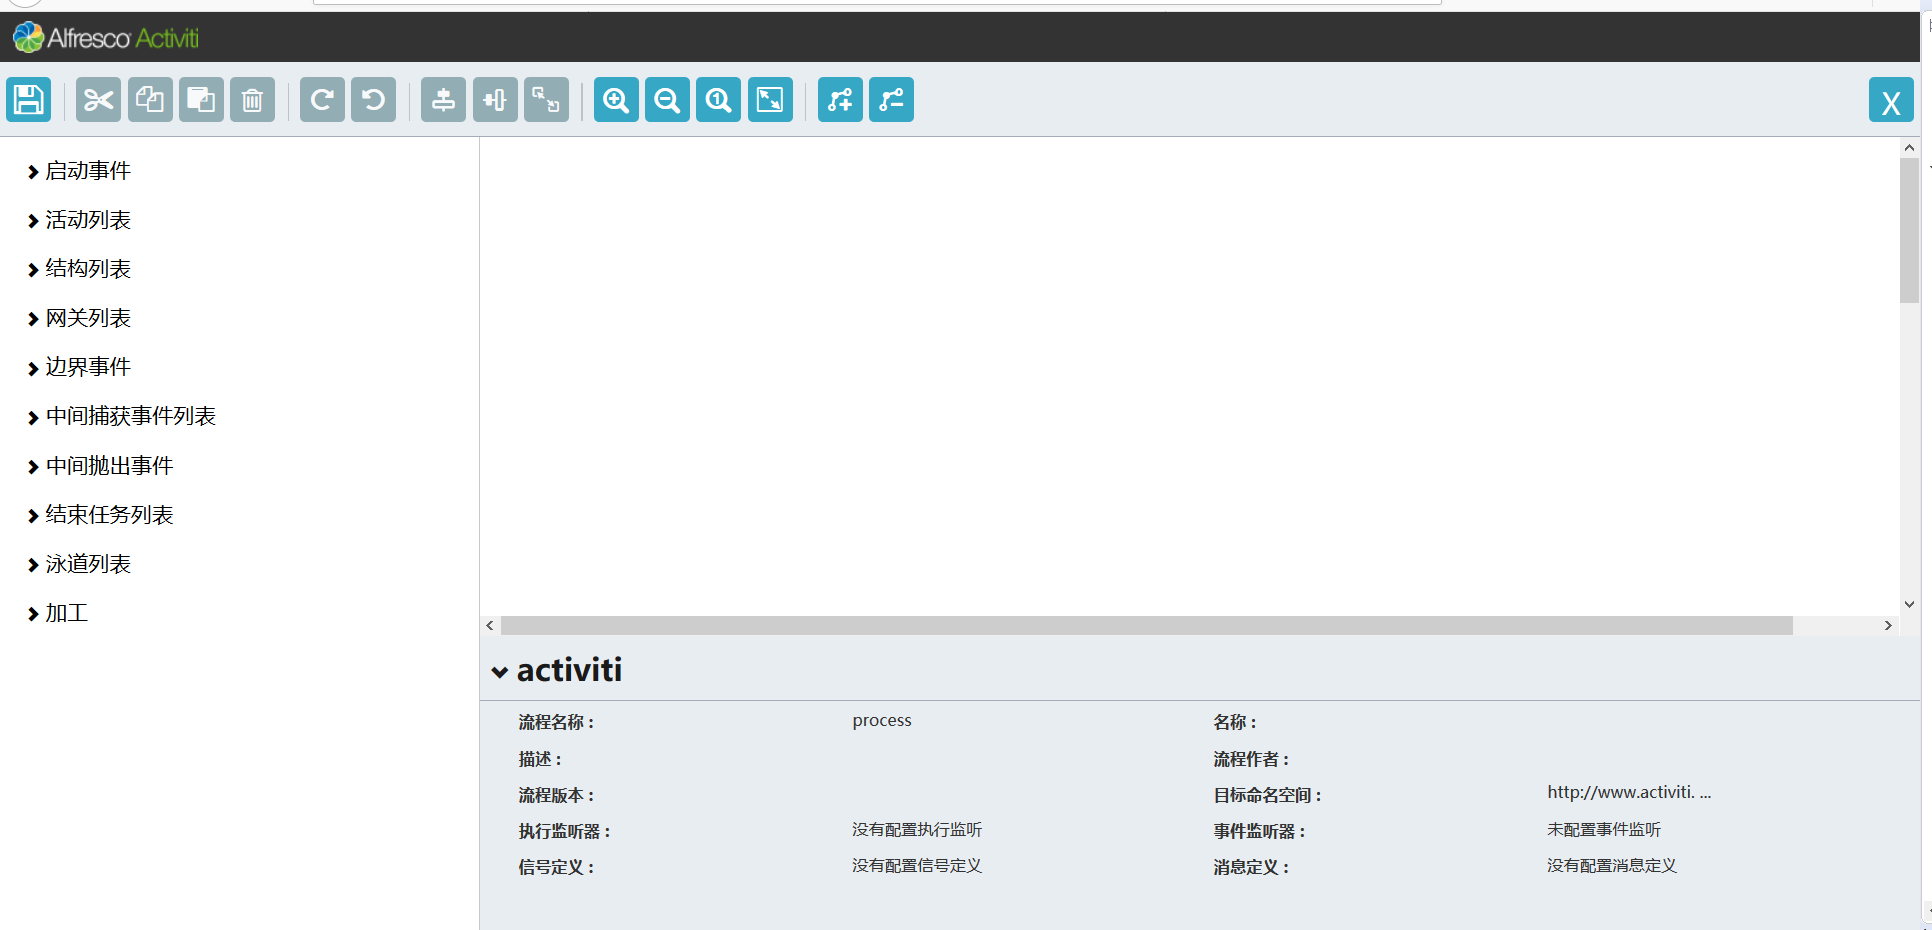 Alfresco Activiti
X
启动事件
活动列表
结构列表
网关列表
边界事件
中间捕获事件列表
中间抛出事件
结束任务列表
泳道列表
加工
activiti
流程名称： process 名称：
描述： 流程作者：
流程版本： 目标命名空间： http://www.activiti. ...
执行监听器： 没有配置执行监听 事件监听器： 未配置事件监听
信号定义： 没有配置信号定义 消息定义： 没有配置消息定义